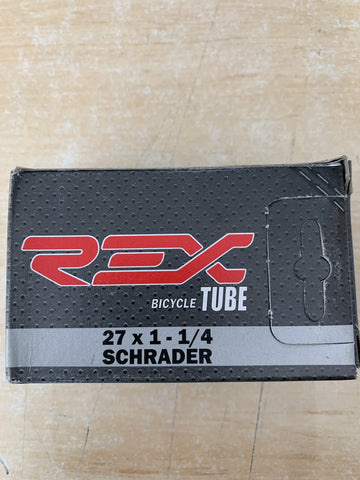 REX
BICYCLE TUBE
27 x 1 - 1/4
SCHRADER